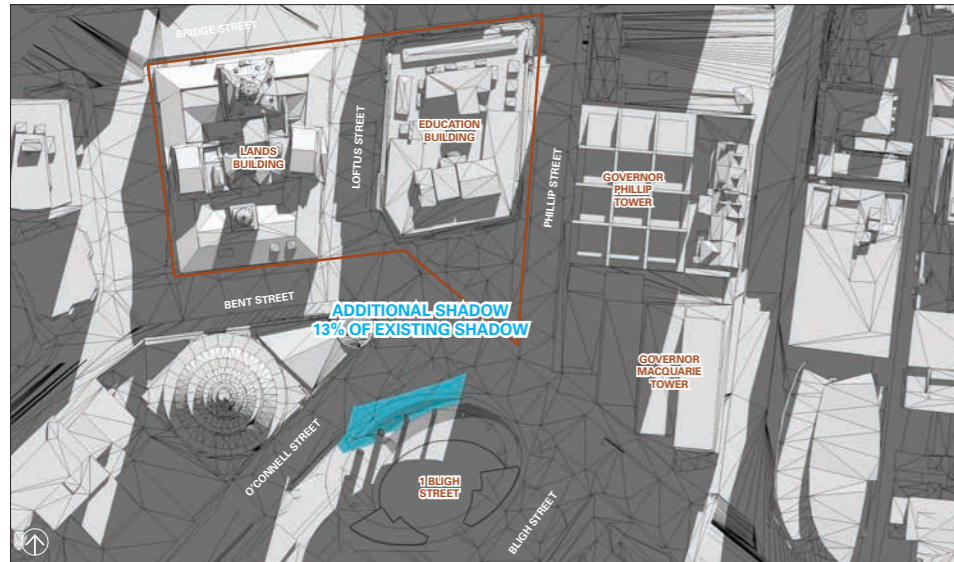 BRIDGE STREET
LANDS
BUILDING
LOFTUS STREET
EDUCATION
BUILDING
PHILLIP STREET
GOVERNOR
PHILLIP
TOWER
BENT STREET
ADDITIONAL SHADOW
13% OF EXISTING SHADOW
GOVERNOR
MACQUARIE
TOWER
O'CONNELL STREET
1 BLIGH
STREET
BLIGH STREET